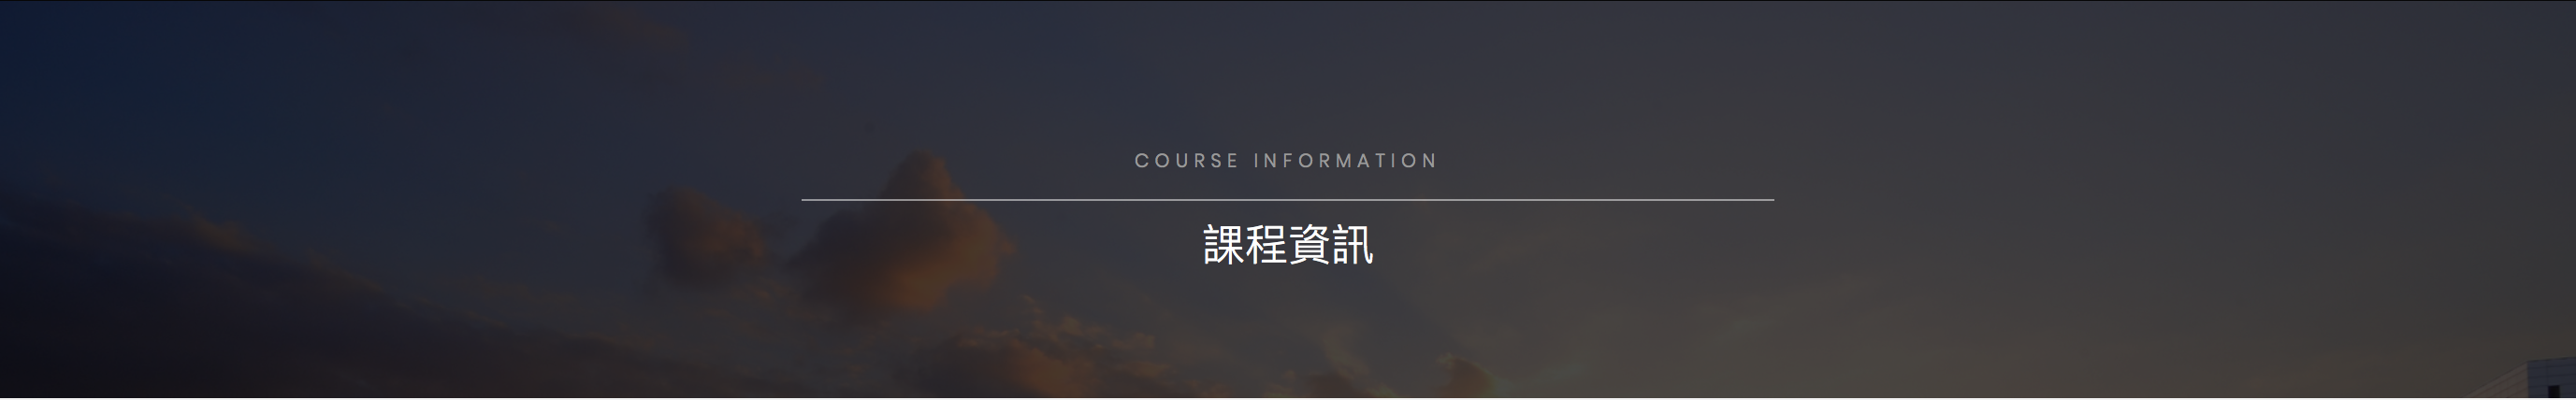 COURSE INFORMATION
課程資訊